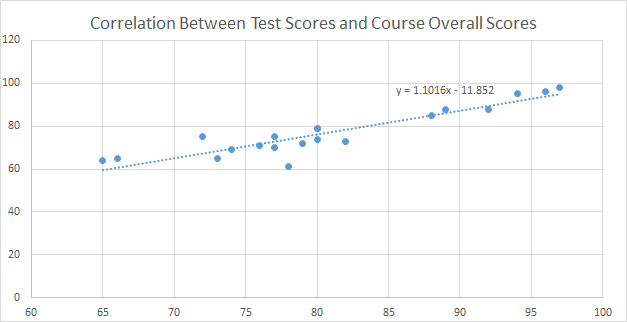 Correlation Between Test Scores and Course Overall Scores
120
100
y = 1.1016x - 11.852
80
60
40
20
0
60 65 70 75 80 85 90 95 100